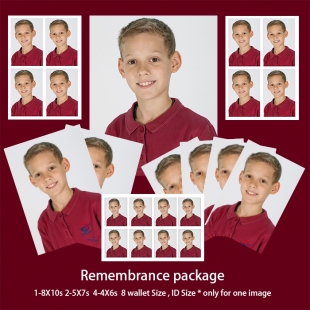 Remembrance package
1-8X10s 2-5X7s 4-4X6s 8 wallet Size , ID Size * only for one image